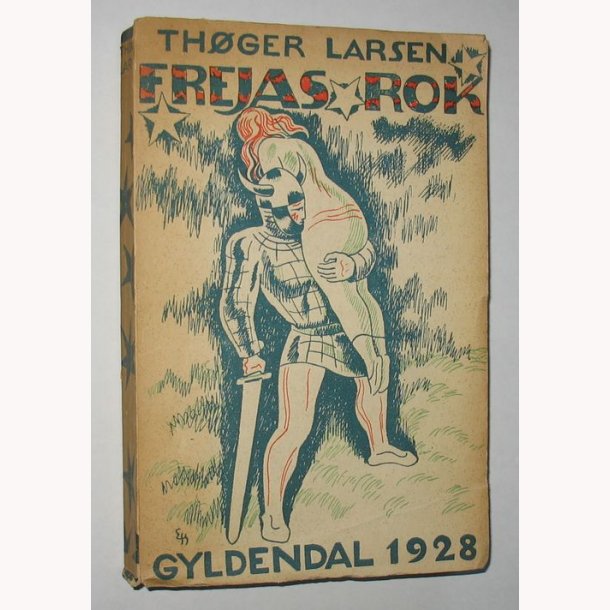 THØGER LARSEN
FREJAS ROK
GYLDENDAL 1928